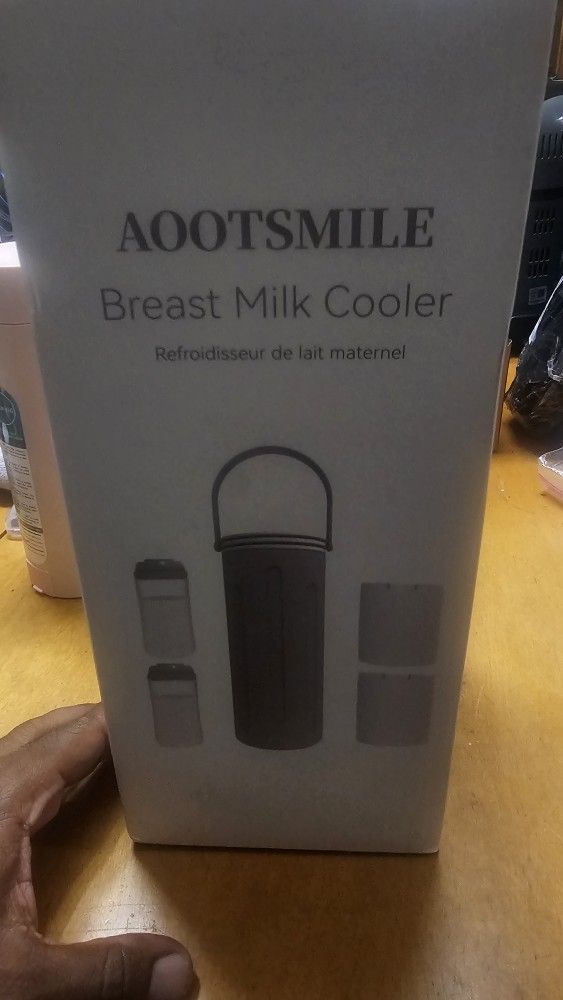 AOOTSMILE
Breast Milk Cooler
Refroidisseur de lait maternel